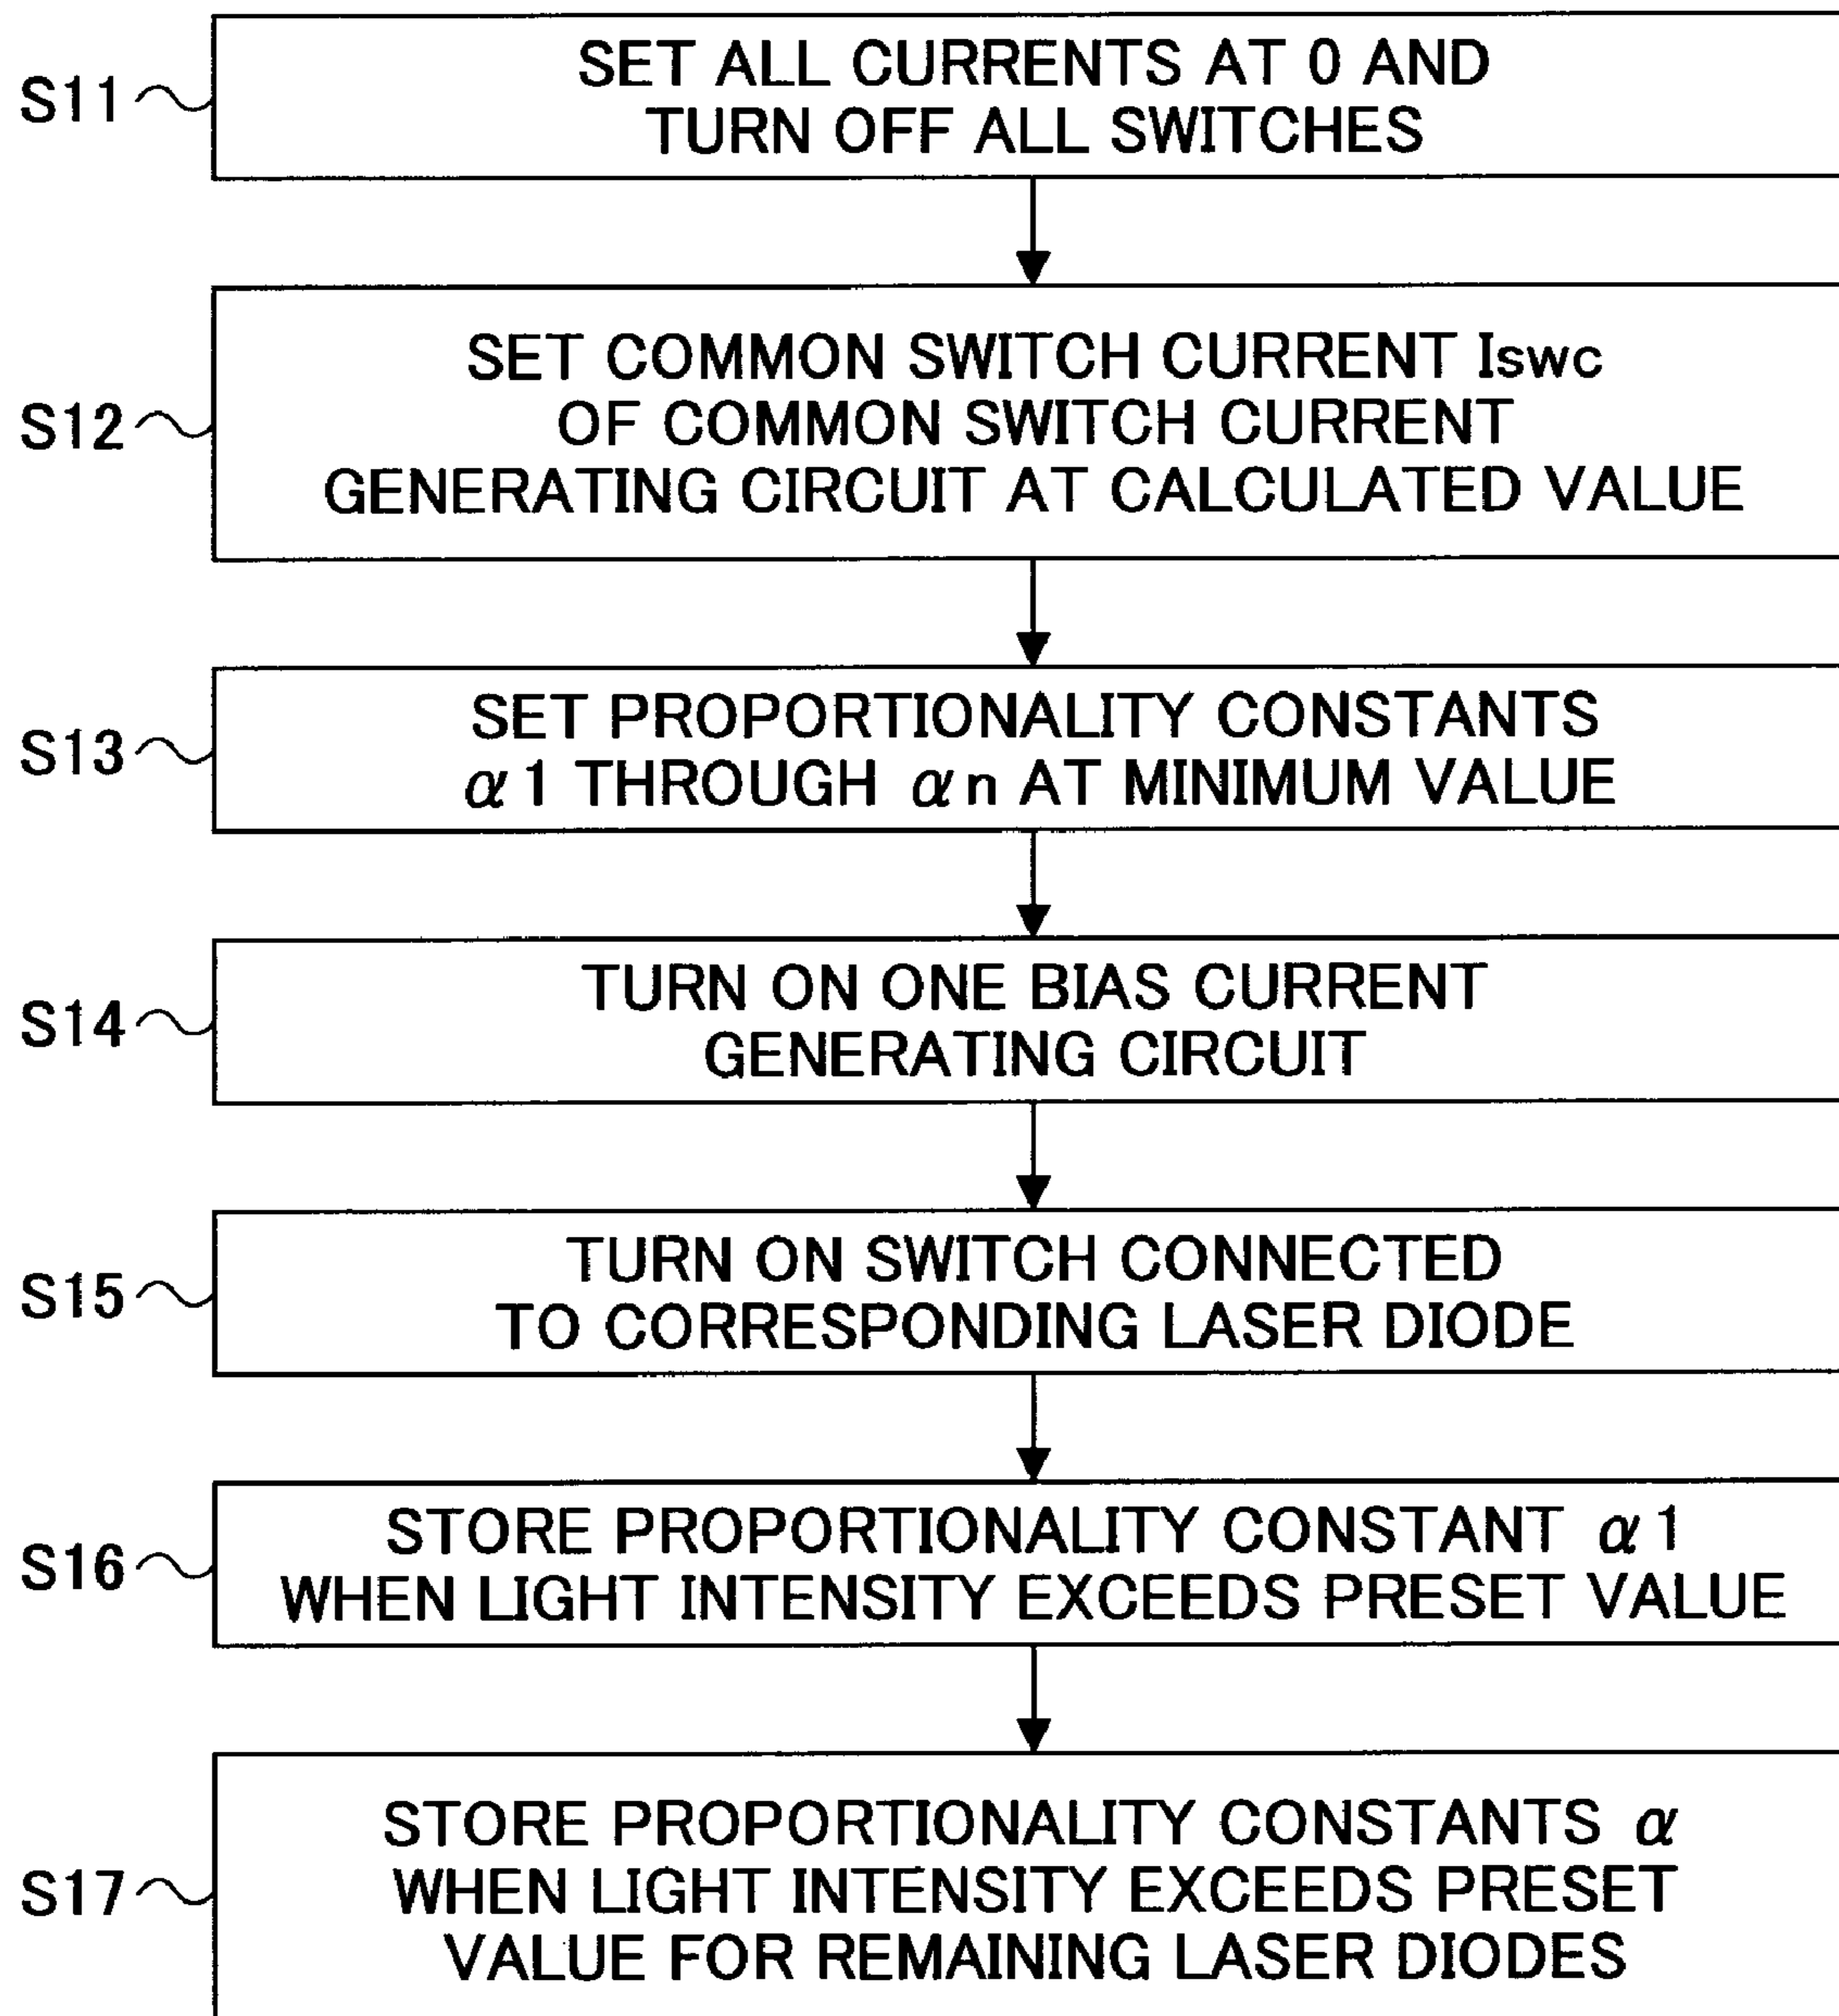 S11
SET ALL CURRENTS AT 0 AND
TURN OFF ALL SWITCHES
S12
SET COMMON SWITCH CURRENT Iswc
OF COMMON SWITCH CURRENT
GENERATING CIRCUIT AT CALCULATED VALUE
S13
SET PROPORTIONALITY CONSTANTS
α1 THROUGH αn AT MINIMUM VALUE
S14
TURN ON ONE BIAS CURRENT
GENERATING CIRCUIT
S15
TURN ON SWITCH CONNECTED
TO CORRESPONDING LASER DIODE
S16
STORE PROPORTIONALITY CONSTANT α1
WHEN LIGHT INTENSITY EXCEEDS PRESET VALUE
S17
STORE PROPORTIONALITY CONSTANTS α
WHEN LIGHT INTENSITY EXCEEDS PRESET
VALUE FOR REMAINING LASER DIODES